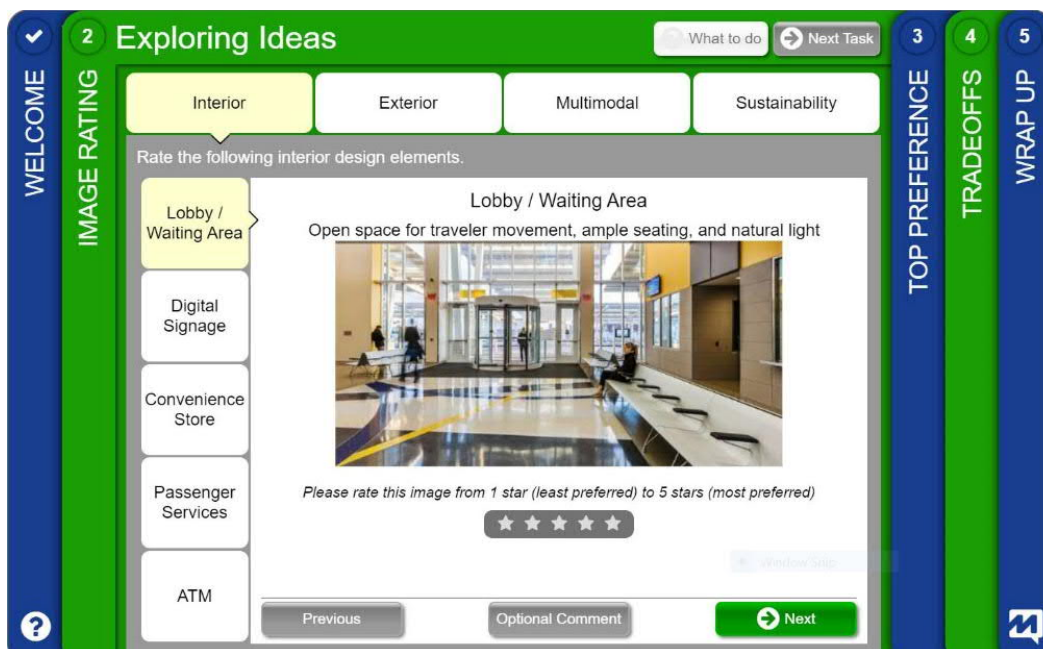 WELCOME
2
IMAGE RATING
Exploring Ideas
What to do
Next Task
Interior
Exterior
Multimodal
Sustainability
Rate the following interior design elements.
Lobby /
Waiting Area
Digital
Signage
Convenience
Store
Passenger
Services
ATM
Lobby / Waiting Area
Open space for traveler movement, ample seating, and natural light
Please rate this image from 1 star (least preferred) to 5 stars (most preferred)
Window Snip
Previous
Optional Comment
Next
3
TOP PREFERENCE
4
TRADEOFFS
5
WRAP UP
?